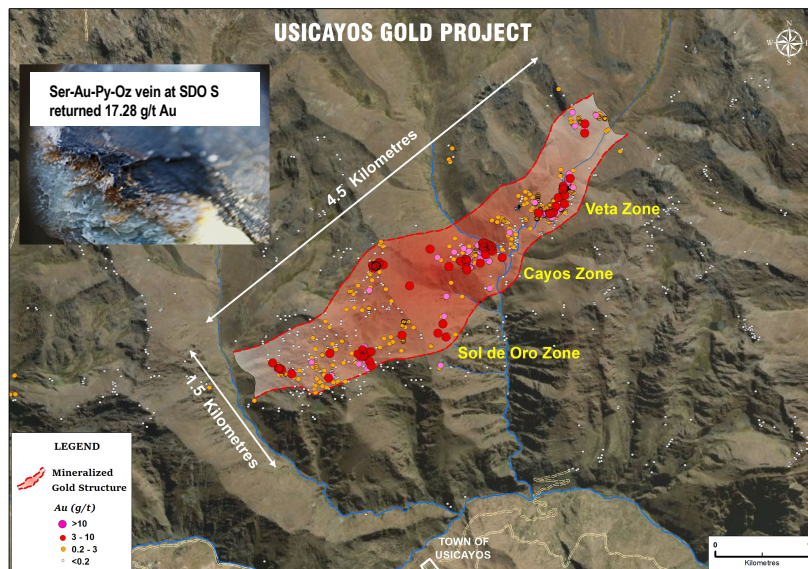 USICAYOS GOLD PROJECT
N
W
S
Ser-Au-Py-Oz vein at SDO S
returned 17.28 g/t Au
4.5 Kilometres
Veta Zone
Cayos Zone
Sol de Oro Zone
1.5 Kilometres
LEGEND
Mineralized
Gold Structure
Au (g/t)
>10
3 - 10
0.2 - 3
<0.2
TOWN OF
USICAYOS
0
Kilometres